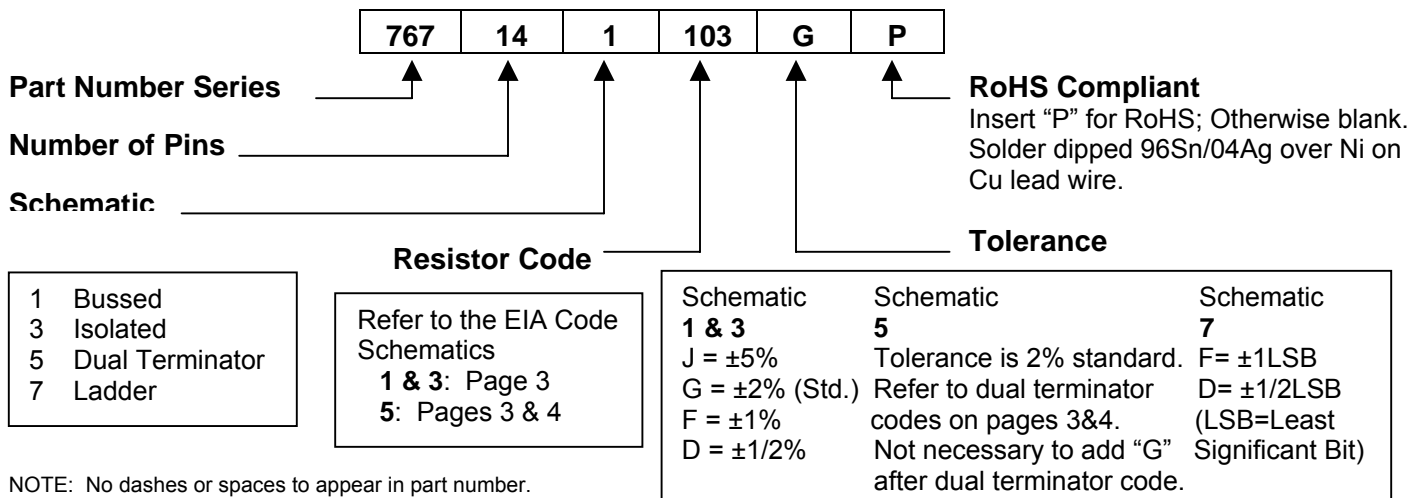 767 14 1 103 G P
Part Number Series
Number of Pins
Schematic
RoHS Compliant
Insert “P” for RoHS; Otherwise blank.
Solder dipped 96Sn/04Ag over Ni on
Cu lead wire.
Resistor Code
Tolerance
1 Bussed
3 Isolated
5 Dual Terminator
7 Ladder
Refer to the EIA Code
Schematics
1 & 3: Page 3
5: Pages 3 & 4
Schematic
1 & 3
J = ±5%
G = ±2% (Std.)
F = ±1%
D = ±1/2%
Schematic
5
Tolerance is 2% standard.
Refer to dual terminator
codes on pages 3&4.
Not necessary to add “G”
after dual terminator code.
Schematic
7
F= ±1LSB
D= ±1/2LSB
(LSB=Least
Significant Bit)
NOTE: No dashes or spaces to appear in part number.